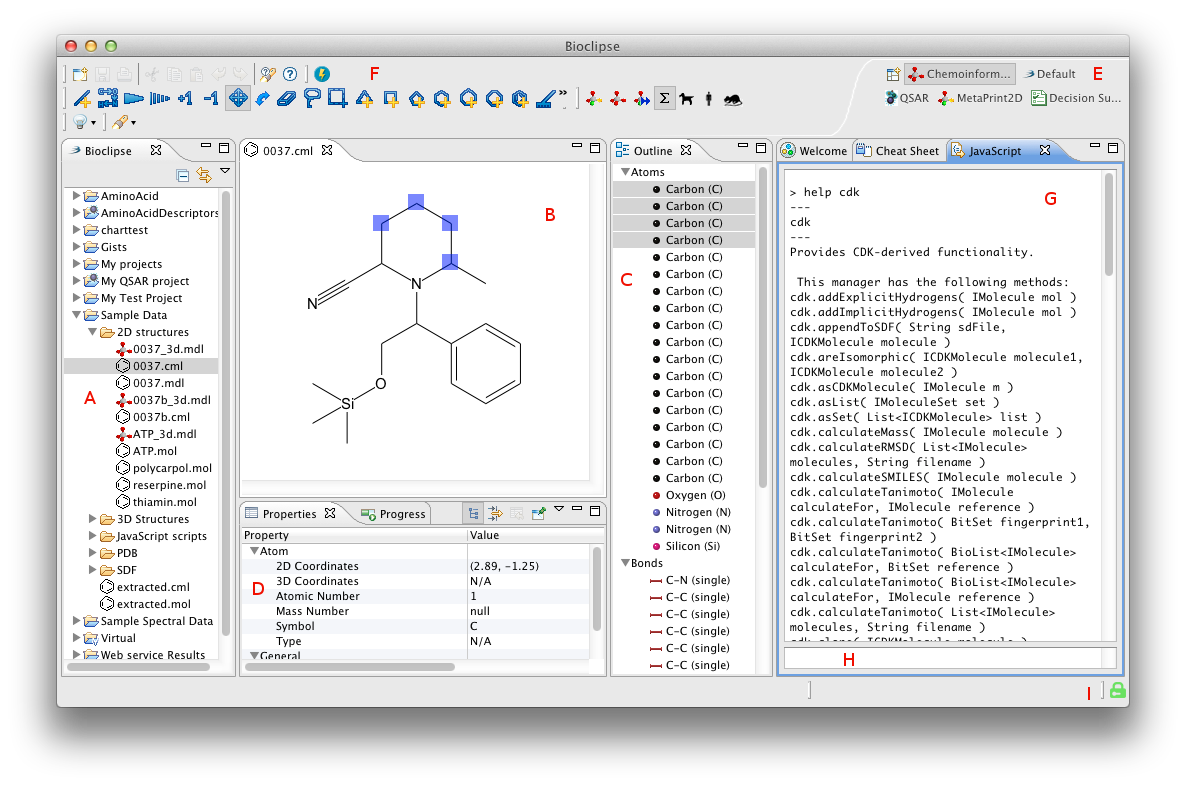 Bioclipse
F
Chemoinform...
Default
E
+1
-1
»
Σ
QSAR
MetaPrint2D
Decision Su...
Bioclipse
AminoAcid
AminoAcidDescriptors
charttest
Gists
My projects
My QSAR project
My Test Project
Sample Data
2D structures
0037_3d.mdl
0037.cml
0037.mdl
A
0037b_3d.mdl
0037b.cml
ATP_3d.mdl
ATP.mol
polycarpol.mol
reserpine.mol
thiamin.mol
3D Structures
JavaScript scripts
PDB
SDF
extracted.cml
extracted.mol
Sample Spectral Data
Virtual
Web service Results
0037.cml
B
N
N
O
Si
Properties
Progress
Property Value
Atom
2D Coordinates (2.89, -1.25)
3D Coordinates N/A
D
Atomic Number 1
Mass Number null
Symbol C
Type N/A
General
Outline
Atoms
Carbon (C)
Carbon (C)
Carbon (C)
Carbon (C)
Carbon (C)
Carbon (C)
C
Carbon (C)
Carbon (C)
Carbon (C)
Carbon (C)
Carbon (C)
Carbon (C)
Carbon (C)
Carbon (C)
Carbon (C)
Carbon (C)
Carbon (C)
Carbon (C)
Oxygen (O)
Nitrogen (N)
Nitrogen (N)
Silicon (Si)
Bonds
C-N (single)
C-C (single)
C-C (single)
C-C (single)
C-C (single)
C-C (single)
Welcome
Cheat Sheet
JavaScript
G
> help cdk
---
cdk
---
Provides CDK-derived functionality.
This manager has the following methods:
cdk.addExplicitHydrogens( IMolecule mol )
cdk.addImplicitHydrogens( IMolecule mol )
cdk.appendToSDF( String sdFile,
ICDKMolecule molecule )
cdk.areIsomorphic( ICDKMolecule molecule1,
ICDKMolecule molecule2 )
cdk.asCDKMolecule( IMolecule m )
cdk.asList( IMoleculeSet set )
cdk.asSet( List<ICDKMolecule> list )
cdk.calculateMass( IMolecule molecule )
cdk.calculateRMSD( List<IMolecule>
molecules, String filename )
cdk.calculateSMILES( IMolecule molecule )
cdk.calculateTanimoto( IMolecule
calculateFor, IMolecule reference )
cdk.calculateTanimoto( BitSet fingerprint1,
BitSet fingerprint2 )
cdk.calculateTanimoto( BioList<IMolecule>
calculateFor, BitSet reference )
cdk.calculateTanimoto( BioList<IMolecule>
calculateFor, IMolecule reference )
cdk.calculateTanimoto( List<IMolecule>
molecules, String filename )
cdk.clone( ICDKMolecule molecule )
H
I